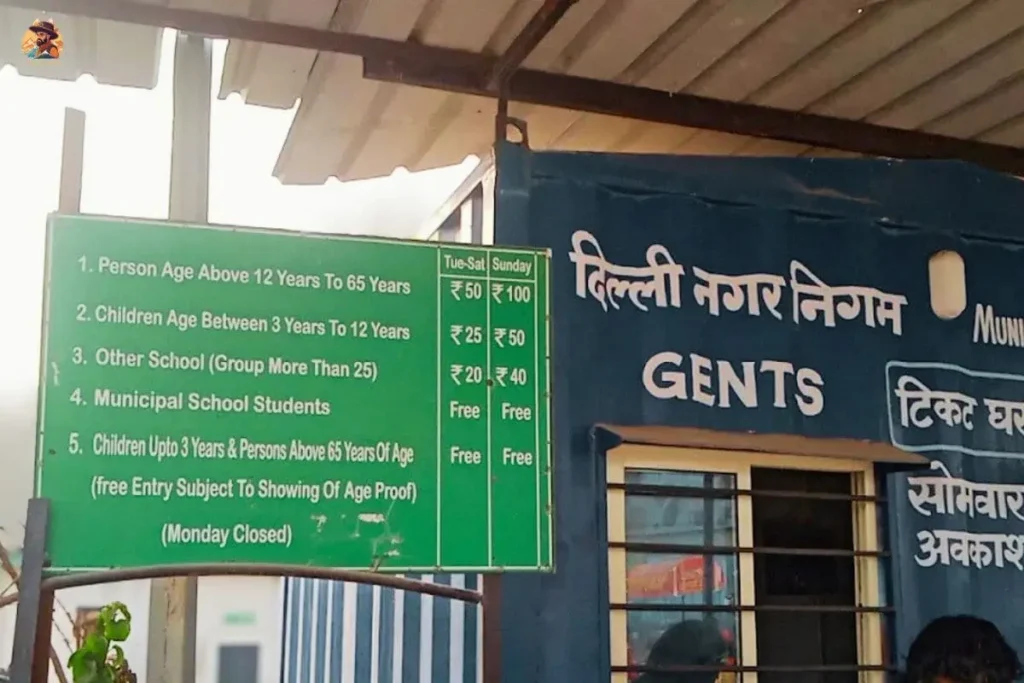 Tue-Sat Sunday
1. Person Age Above 12 Years To 65 Years ₹50 ₹100
2. Children Age Between 3 Years To 12 Years ₹25 ₹50
3. Other School (Group More Than 25) ₹20 ₹40
4. Municipal School Students Free Free
5. Children Upto 3 Years & Persons Above 65 Years Of Age Free Free
(free Entry Subject To Showing Of Age Proof)
(Monday Closed)
दिल्ली नगर निगम
GENTS
MUNI
टिकट घर
सोमवार
अवकाश